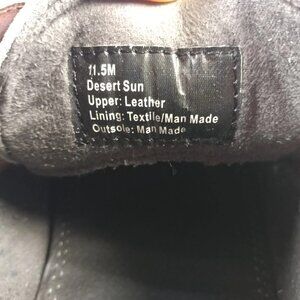 11.5M
Desert Sun
Upper: Leather
Lining: Textile/Man Made
Outsole: Man Made